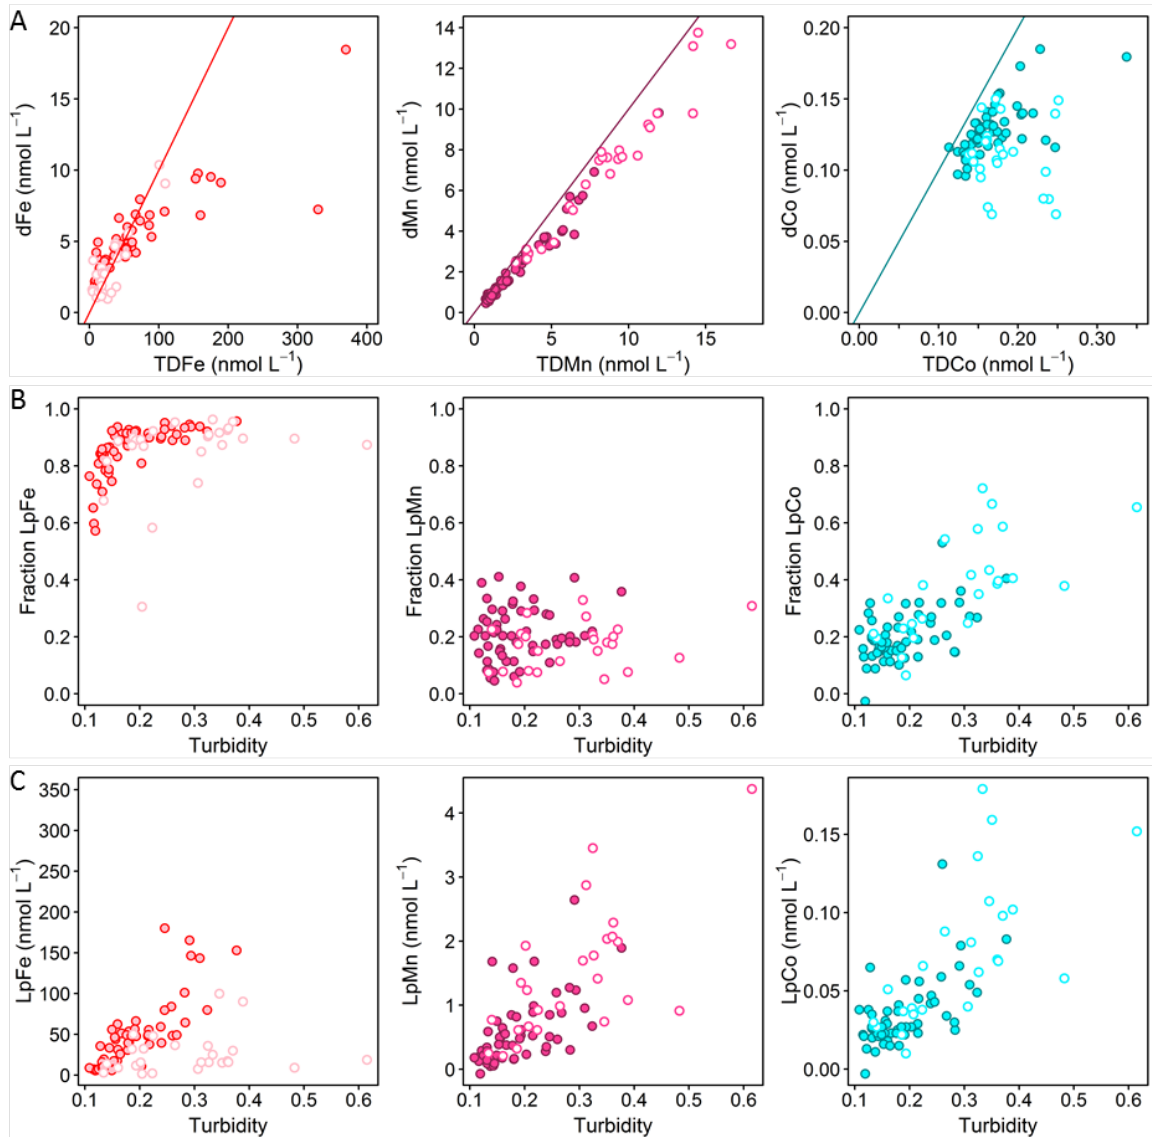 A
20
15
10
5
0
dFe (nmol L⁻¹)
0 100 200 300 400
TDFe (nmol L⁻¹)
14
12
10
8
6
4
2
0
dMn (nmol L⁻¹)
0 5 10 15
TDMn (nmol L⁻¹)
0.20
0.15
0.10
0.05
0.00
dCo (nmol L⁻¹)
0.00 0.10 0.20 0.30
TDCo (nmol L⁻¹)
B
1.0
0.8
0.6
0.4
0.2
0.0
Fraction LpFe
0.1 0.2 0.3 0.4 0.5 0.6
Turbidity
1.0
0.8
0.6
0.4
0.2
0.0
Fraction LpMn
0.1 0.2 0.3 0.4 0.5 0.6
Turbidity
1.0
0.8
0.6
0.4
0.2
0.0
Fraction LpCo
0.1 0.2 0.3 0.4 0.5 0.6
Turbidity
C
350
300
250
200
150
100
50
0
LpFe (nmol L⁻¹)
0.1 0.2 0.3 0.4 0.5 0.6
Turbidity
4
3
2
1
0
LpMn (nmol L⁻¹)
0.1 0.2 0.3 0.4 0.5 0.6
Turbidity
0.15
0.10
0.05
0.00
LpCo (nmol L⁻¹)
0.1 0.2 0.3 0.4 0.5 0.6
Turbidity